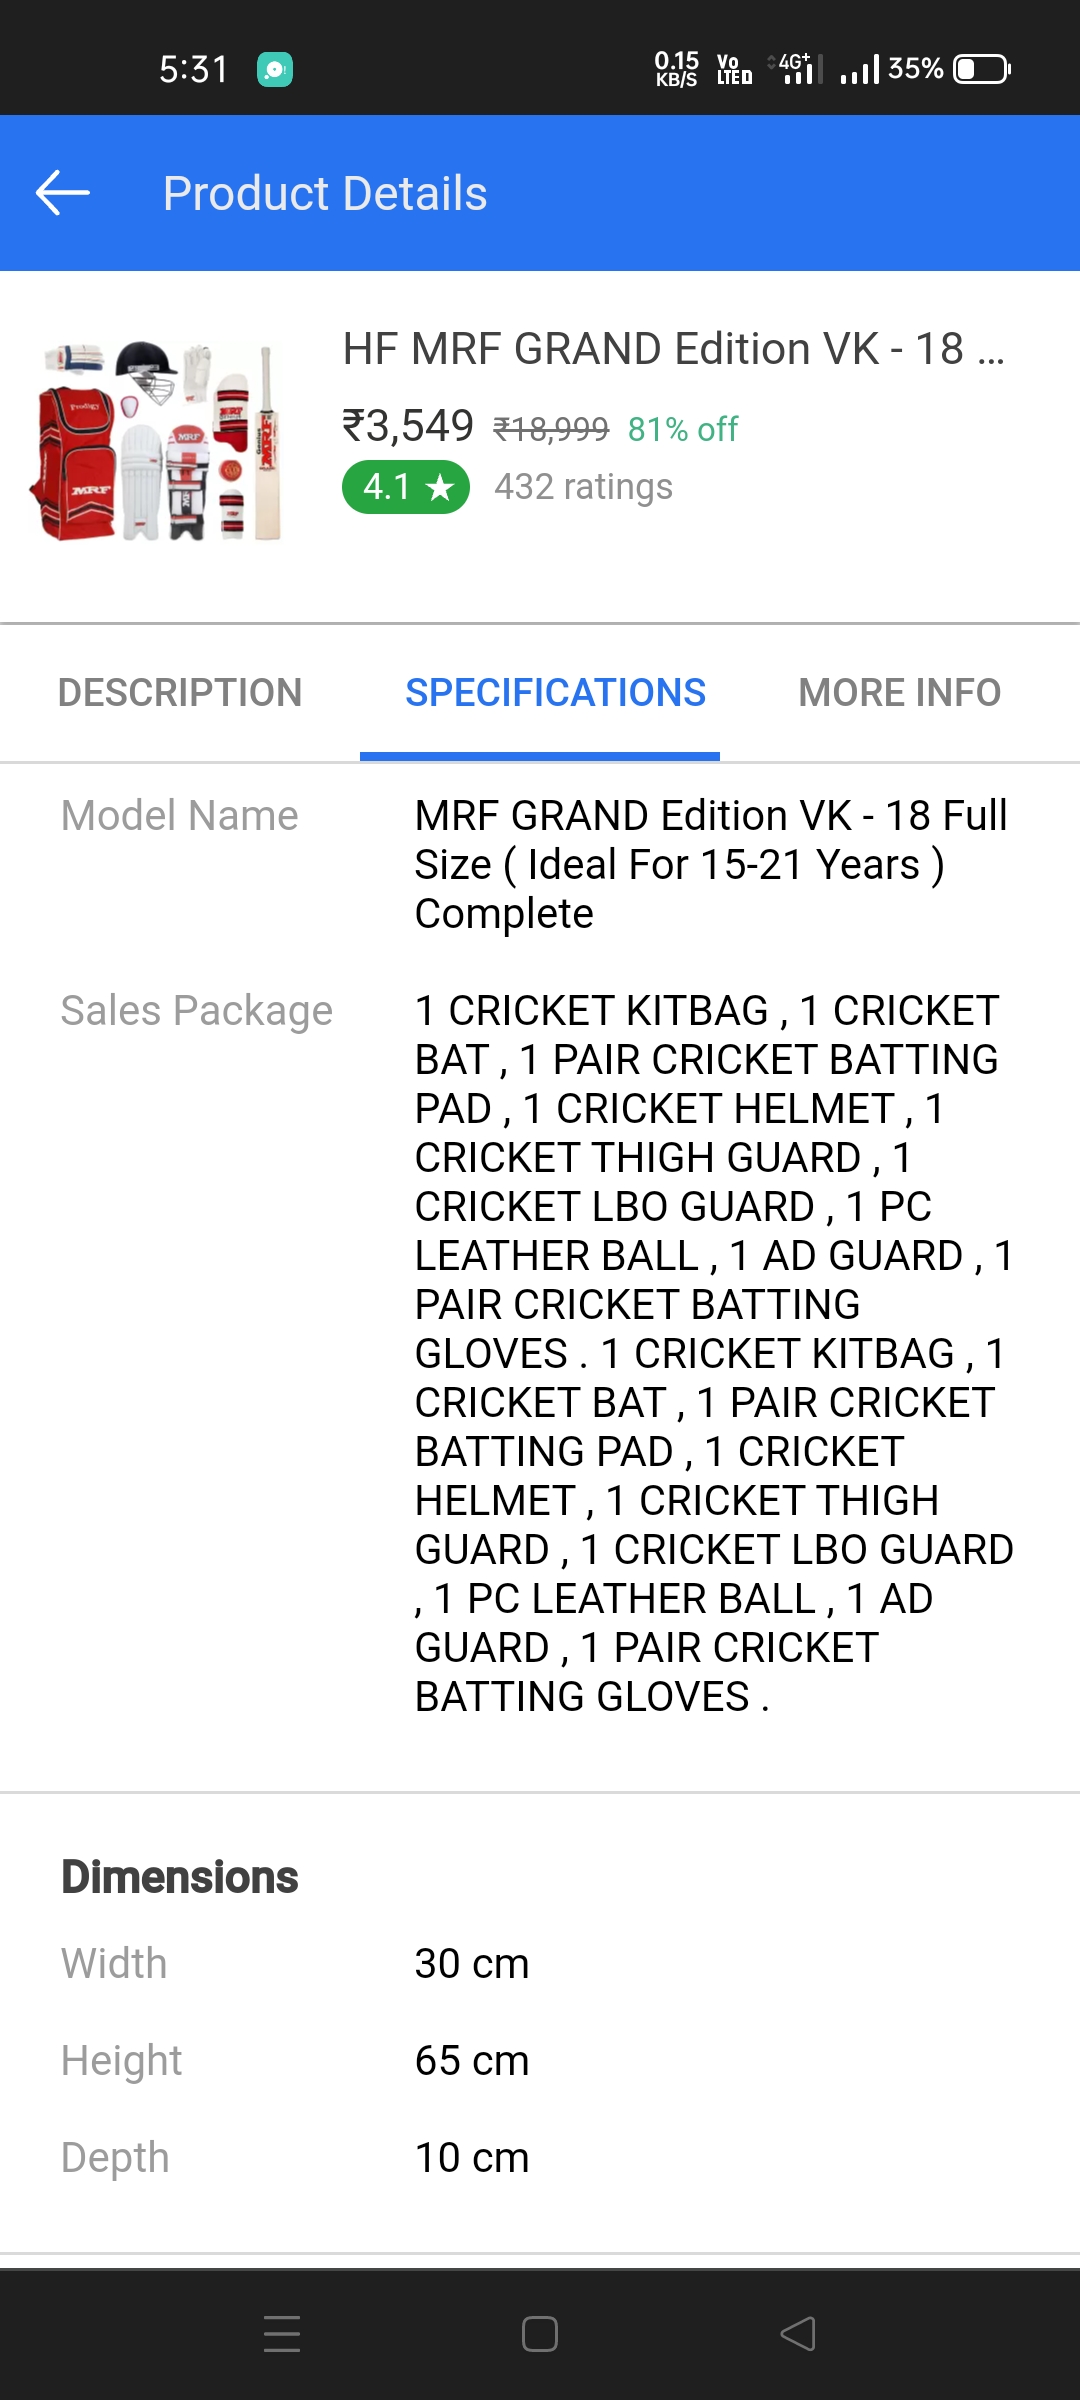 5:31
0.15 KB/S Vo LTE 4G+ 35%
Product Details
HF MRF GRAND Edition VK - 18 ...
₹3,549 ₹18,999 81% off
4.1 ★ 432 ratings
Prodigy
MRF
MRF
MRF
Genius
DESCRIPTION SPECIFICATIONS MORE INFO
Model Name MRF GRAND Edition VK - 18 Full
Size ( Ideal For 15-21 Years )
Complete
Sales Package 1 CRICKET KITBAG , 1 CRICKET
BAT , 1 PAIR CRICKET BATTING
PAD , 1 CRICKET HELMET , 1
CRICKET THIGH GUARD , 1
CRICKET LBO GUARD , 1 PC
LEATHER BALL , 1 AD GUARD , 1
PAIR CRICKET BATTING
GLOVES . 1 CRICKET KITBAG , 1
CRICKET BAT , 1 PAIR CRICKET
BATTING PAD , 1 CRICKET
HELMET , 1 CRICKET THIGH
GUARD , 1 CRICKET LBO GUARD
, 1 PC LEATHER BALL , 1 AD
GUARD , 1 PAIR CRICKET
BATTING GLOVES .
Dimensions
Width 30 cm
Height 65 cm
Depth 10 cm